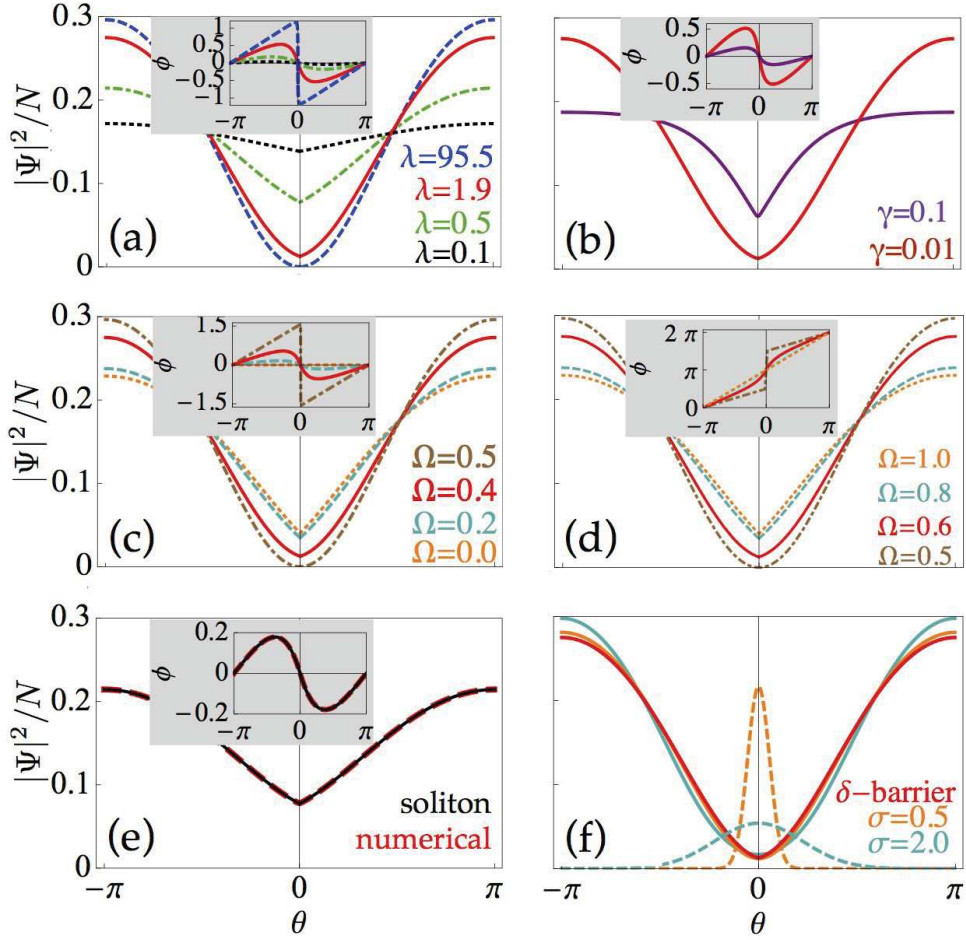 0.3
0.2
0.1
0
|Ψ|²/N
ϕ
1
0.5
−0.5
−1
−π
0
π
λ=95.5
λ=1.9
λ=0.5
λ=0.1
(a)
ϕ
0.5
0
−0.5
−π
0
π
γ=0.1
γ=0.01
(b)
0.3
0.2
0.1
0
|Ψ|²/N
ϕ
1.5
0
−1.5
−π
0
π
Ω=0.5
Ω=0.4
Ω=0.2
Ω=0.0
(c)
ϕ
2 π
π
0
−π
0
π
Ω=1.0
Ω=0.8
Ω=0.6
Ω=0.5
(d)
0.3
0.2
0.1
0
|Ψ|²/N
ϕ
0.2
0
−0.2
−π
0
π
soliton
numerical
(e)
−π
0
π
θ
δ−barrier
σ=0.5
σ=2.0
(f)
−π
0
π
θ